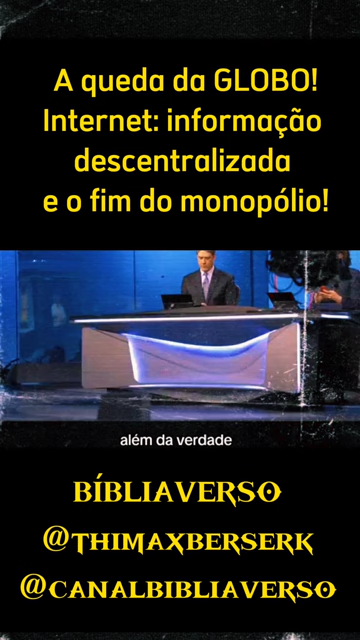 A queda da GLOBO!
Internet: informação
descentralizada
e o fim do monopólio!
além da verdade
BÍBLIAVERSO
@THIMAXBERSERK
@CANALBIBLIAVERSO